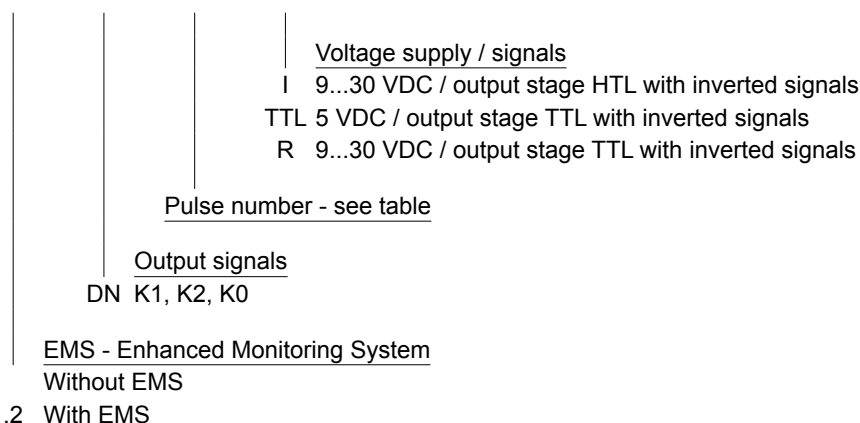 Voltage supply / signals
I 9...30 VDC / output stage HTL with inverted signals
TTL 5 VDC / output stage TTL with inverted signals
R 9...30 VDC / output stage TTL with inverted signals
Pulse number - see table
Output signals
DN K1, K2, K0
EMS - Enhanced Monitoring System
Without EMS
.2 With EMS